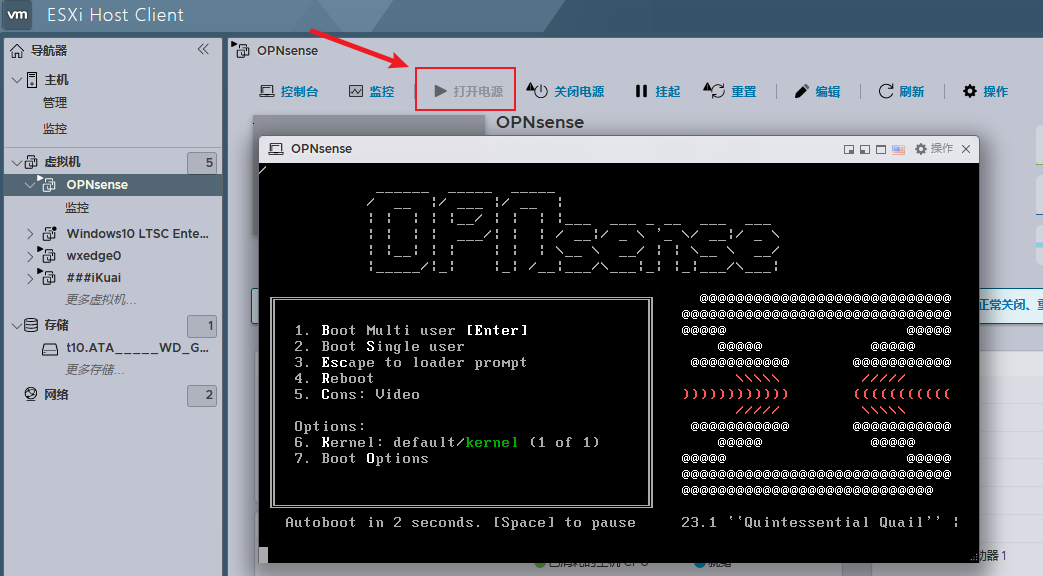 vm ESXi Host Client
导航器
主机
管理
监控
虚拟机 5
OPNsense
监控
Windows10 LTSC Ente...
wxedge0
###iKuai
更多虚拟机...
存储 1
t10.ATA_____WD_G...
更多存储...
网络 2
OPNsense
控制台 监控 打开电源 关闭电源 挂起 重置 编辑 刷新 操作
OPNsense
OPNsense 操作
OPNsense
1. Boot Multi user [Enter]
2. Boot Single user
3. Escape to loader prompt
4. Reboot
5. Cons: Video
Options:
6. Kernel: default/kernel (1 of 1)
7. Boot Options
Autoboot in 2 seconds. [Space] to pause
23.1 ``Quintessential Quail'' ¦
正常关闭、重
动器 1